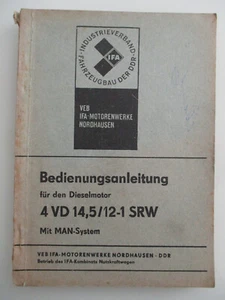 INDUSTRIEVERBAND-
FAHRZEUGBAU DER DDR-
IFA
VEB
IFA-MOTORENWERKE
NORDHAUSEN
Bedienungsanleitung
für den Dieselmotor
4 VD 14,5/12-1 SRW
Mit MAN-System
VEB IFA-MOTORENWERKE NORDHAUSEN · DDR
Betrieb des IFA-Kombinats Nutzkraftwagen